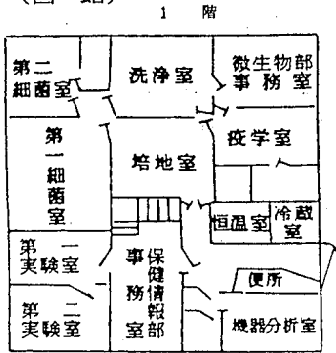 1 階
第二
細菌室
洗浄室
微生物部
事務室
第一細菌室
培地室
疫学室
恒温室
冷蔵
室
第一
実験室
保健情報部
事務室
便所
第二
実験室
機器分析室